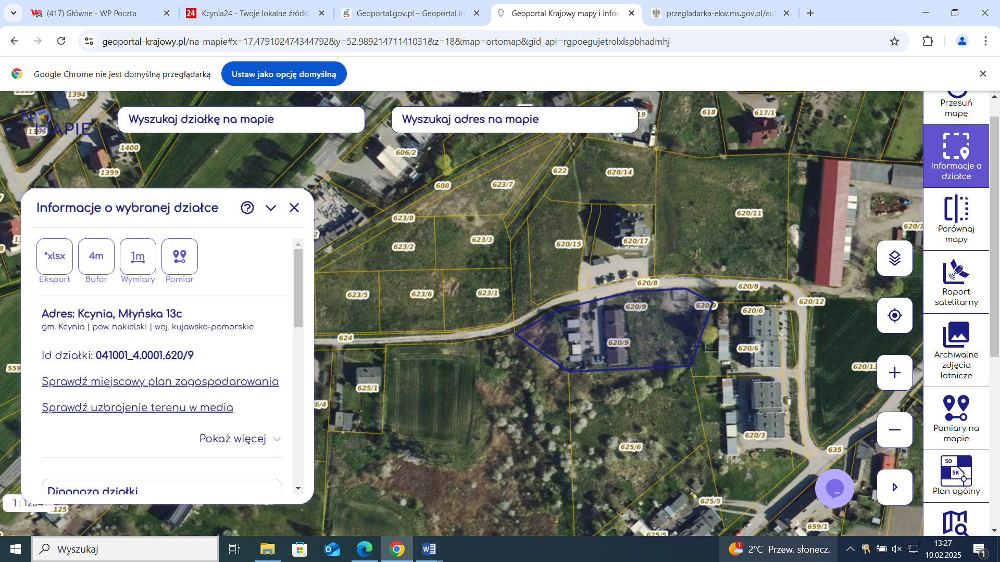 (417) Główne - WP Poczta
Kcynia24 - Twoje lokalne źródło
Geoportal.gov.pl – Geoportal In
Geoportal Krajowy mapy i infor
przegladarka-ekw.ms.gov.pl/euk
geoportal-krajowy.pl/na-mapie#x=17.479102474344792&y=52.98921471141031&z=18&map=ortomap&gid_api=rgpoegujetrolxlspbhadmhj
Google Chrome nie jest domyślną przeglądarką
Ustaw jako opcję domyślną
NA MAPIE
Wyszukaj działkę na mapie
Wyszukaj adres na mapie
Informacje o wybranej działce
*xlsx
4m
1m
Eksport
Bufor
Wymiary
Pomiar
Adres: Kcynia, Młyńska 13c
gm. Kcynia | pow. nakielski | woj. kujawsko-pomorskie
Id działki: 041001_4.0001.620/9
Sprawdź miejscowy plan zagospodarowania
Sprawdź uzbrojenie terenu w media
Pokaż więcej
Diagnoza działki
1 : 1264
1394
1395
1400
1399
606/2
608
622
620/14
618
617/1
623/7
623/8
623/2
623/3
620/15
620/17
620/11
623/5
623/6
623/1
620/8
620/8
620/12
620/9
620/9
620/6
624
620/9
620/6
559
625/1
620/13
620/3
625/6
635
625/5
625/5
659/1
Przesuń
mapę
Informacje o
działce
Porównaj
mapy
Raport
satelitarny
Archiwalne
zdjęcia
lotnicze
Pomiary na
mapie
SO
SK
Plan ogólny
Wyszukaj
1
2°C Przew. słonecz.
13:27
10.02.2025
1